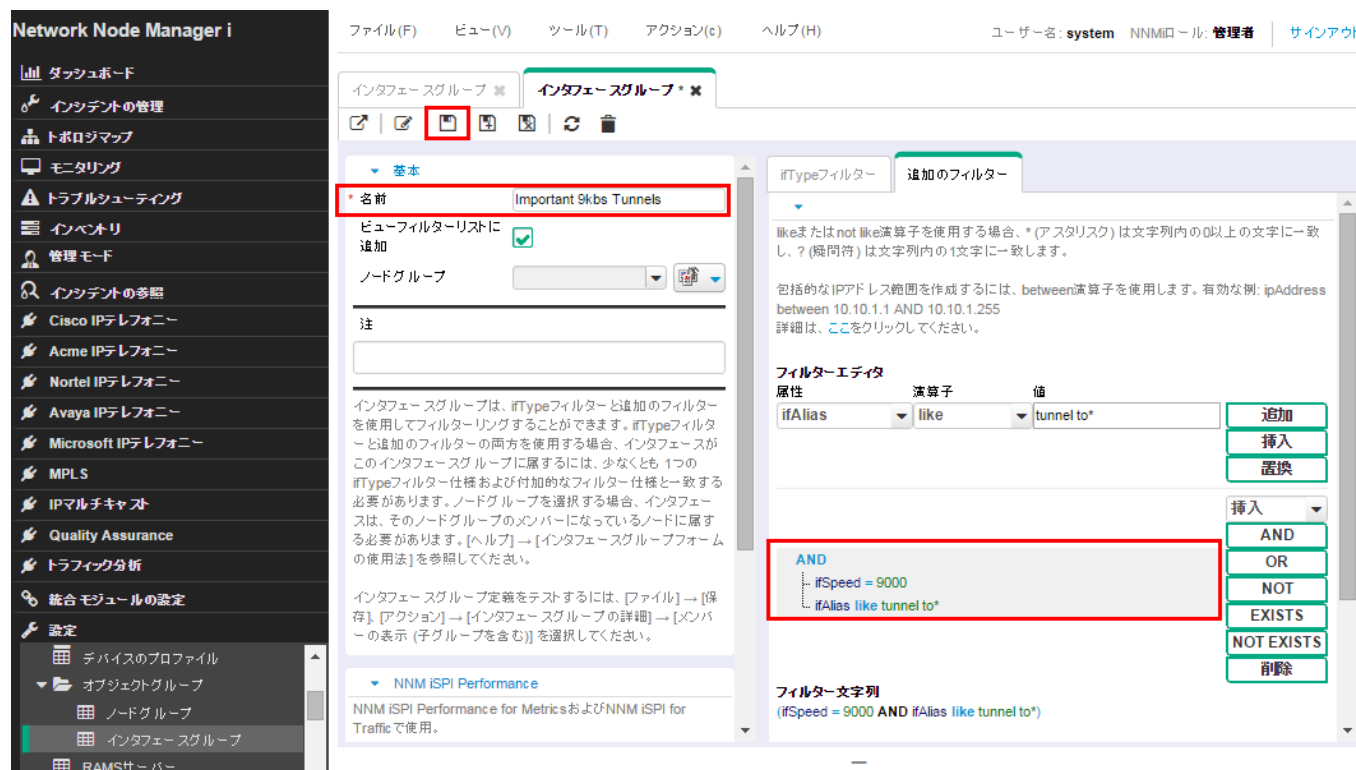 Network Node Manager i
ファイル(F) ビュー(V) ツール(T) アクション(c) ヘルプ(H)
ユーザー名: system NNMiロール: 管理者 サインアウト
ダッシュボード
インシデントの管理
トポロジマップ
モニタリング
トラブルシューティング
インベントリ
管理モード
インシデントの参照
Cisco IPテレフォニー
Acme IPテレフォニー
Nortel IPテレフォニー
Avaya IPテレフォニー
Microsoft IPテレフォニー
MPLS
IPマルチキャスト
Quality Assurance
トラフィック分析
統合モジュールの設定
設定
デバイスのプロファイル
オブジェクトグループ
ノードグループ
インタフェースグループ
RAMSサーバー
インタフェースグループ インタフェースグループ *
基本
* 名前 Important 9kbs Tunnels
ビューフィルターリストに
追加
ノードグループ
注
インタフェースグループは、ifTypeフィルターと追加のフィルター
を使用してフィルターリングすることができます。ifTypeフィルタ
ーと追加のフィルターの両方を使用する場合、インタフェースが
このインタフェースグループに属するには、少なくとも 1つの
ifTypeフィルター仕様および付加的なフィルター仕様と一致する
必要があります。ノードグループを選択する場合、インタフェー
スは、そのノードグループのメンバーになっているノードに属す
る必要があります。[ヘルプ] → [インタフェースグループフォーム
の使用法] を参照してください。
インタフェースグループ定義をテストするには、[ファイル] → [保
存]、[アクション] → [インタフェースグループの詳細] → [メンバ
ーの表示 (子グループを含む)] を選択してください。
NNM iSPI Performance
NNM iSPI Performance for MetricsおよびNNM iSPI for
Trafficで使用。
ifTypeフィルター 追加のフィルター
likeまたはnot like演算子を使用する場合、* (アスタリスク) は文字列内の0以上の文字に一致
し、? (疑問符) は文字列内の1文字に一致します。
包括的なIPアドレス範囲を作成するには、between演算子を使用します。有効な例: ipAddress
between 10.10.1.1 AND 10.10.1.255
詳細は、ここをクリックしてください。
フィルターエディタ
属性 演算子 値
ifAlias like tunnel to* 追加
挿入
置換
挿入
AND
OR
NOT
EXISTS
NOT EXISTS
削除
AND
ifSpeed = 9000
ifAlias like tunnel to*
フィルター文字列
(ifSpeed = 9000 AND ifAlias like tunnel to*)